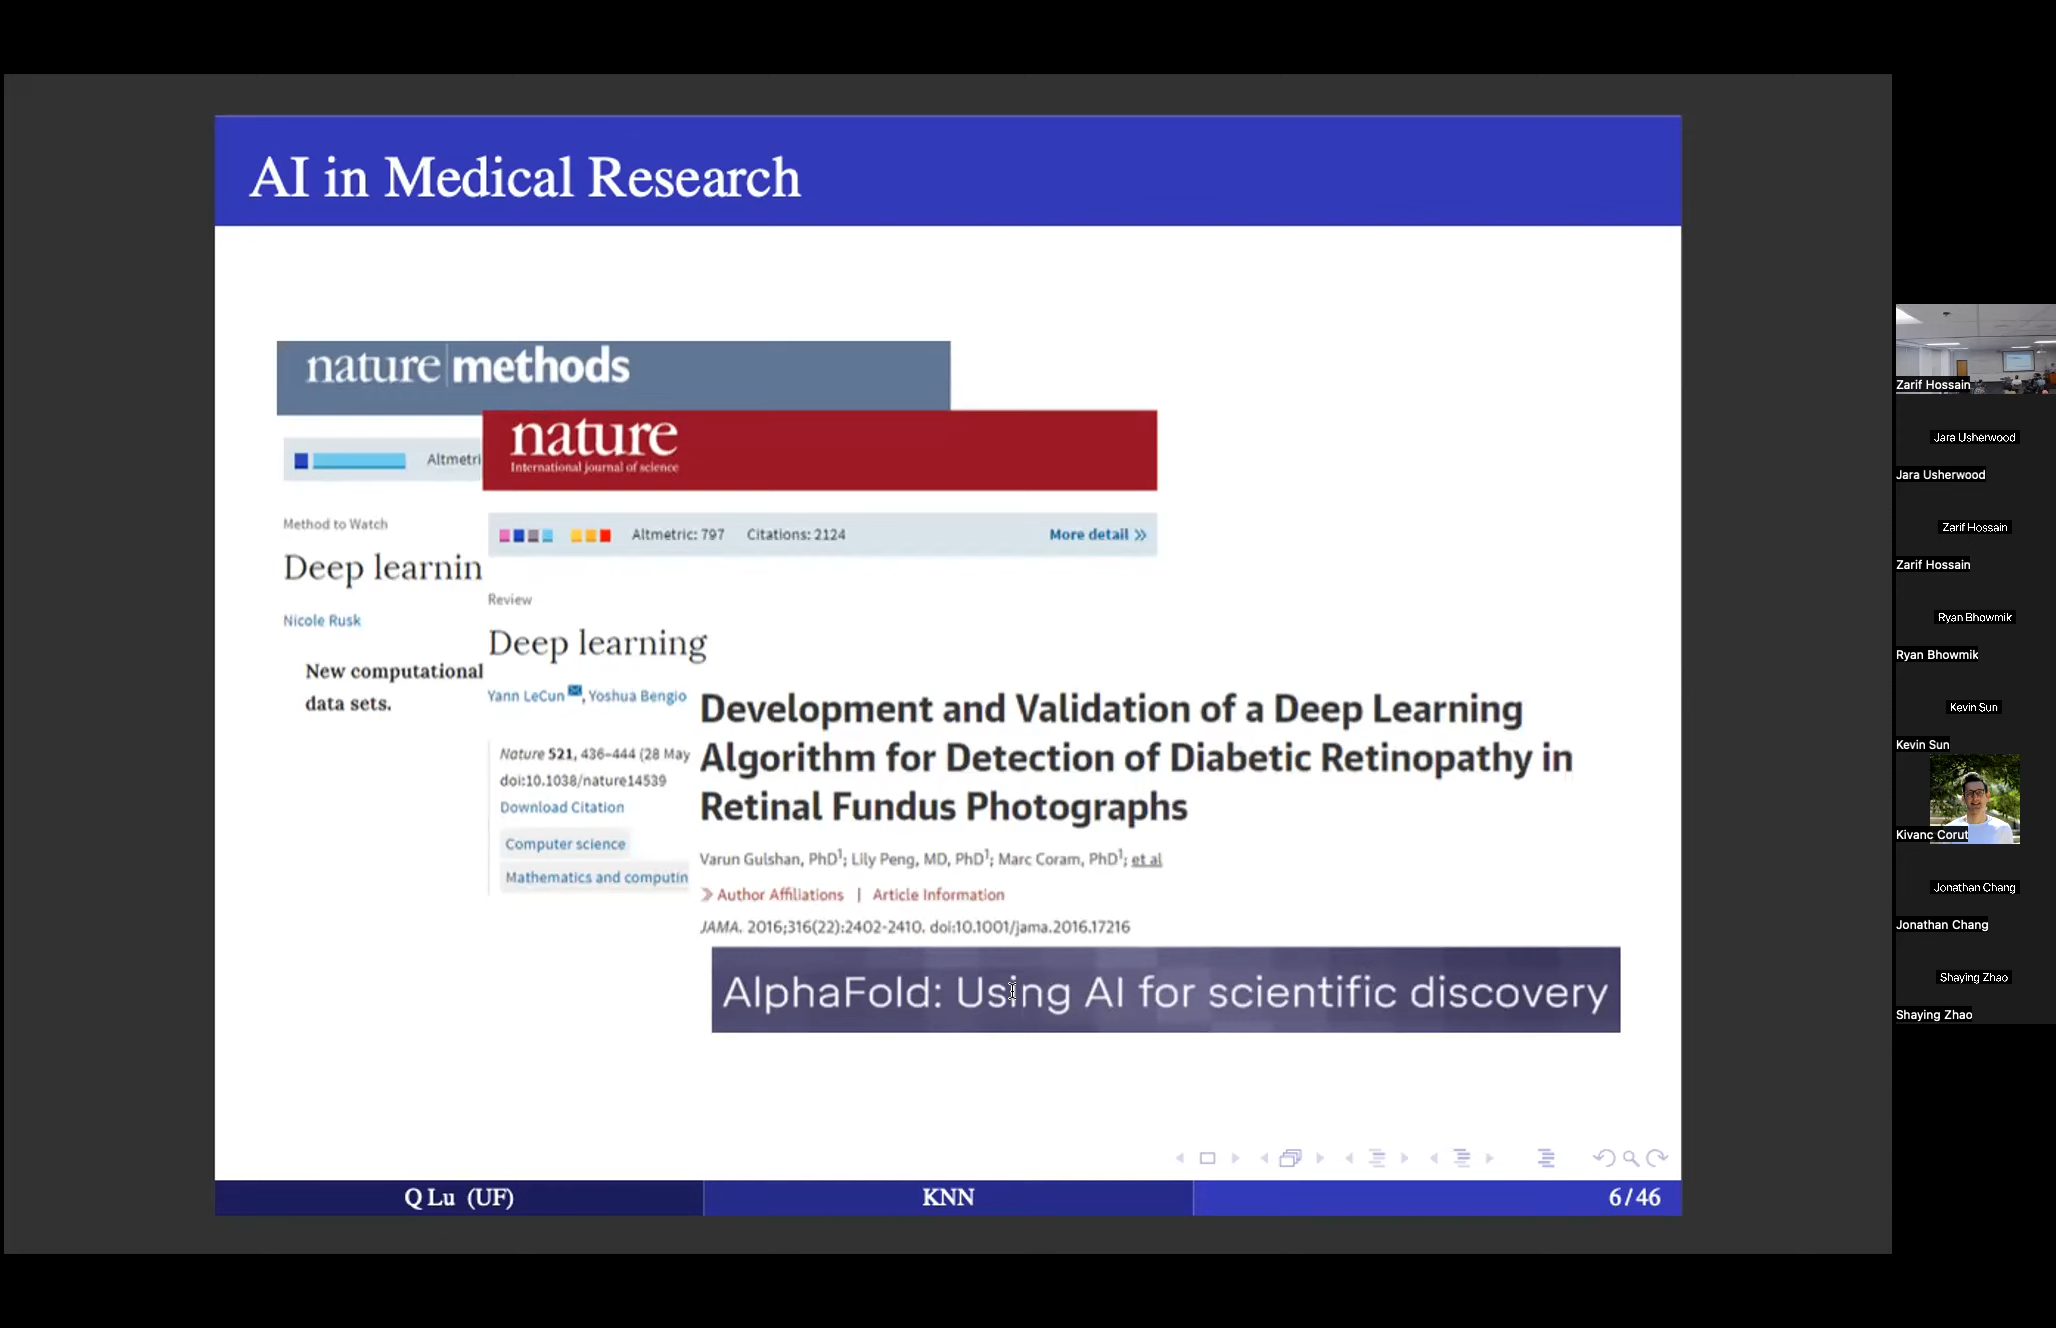 AI in Medical Research
nature methods
nature
International journal of science
Altmetri
Altmetric: 797 Citations: 2124 More detail »
Method to Watch
Deep learnin
Nicole Rusk
New computational
data sets.
Review
Deep learning
Yann LeCun , Yoshua Bengio
Nature 521, 436–444 (28 May
doi:10.1038/nature14539
Download Citation
Computer science
Mathematics and computin
Development and Validation of a Deep Learning
Algorithm for Detection of Diabetic Retinopathy in
Retinal Fundus Photographs
Varun Gulshan, PhD1; Lily Peng, MD, PhD1; Marc Coram, PhD1; et al
» Author Affiliations | Article Information
JAMA. 2016;316(22):2402-2410. doi:10.1001/jama.2016.17216
AlphaFold: Using AI for scientific discovery
Q Lu (UF) KNN 6 / 46
Zarif Hossain
Jara Usherwood
Jara Usherwood
Zarif Hossain
Zarif Hossain
Ryan Bhowmik
Ryan Bhowmik
Kevin Sun
Kevin Sun
Kivanc Corut
Jonathan Chang
Jonathan Chang
Shaying Zhao
Shaying Zhao